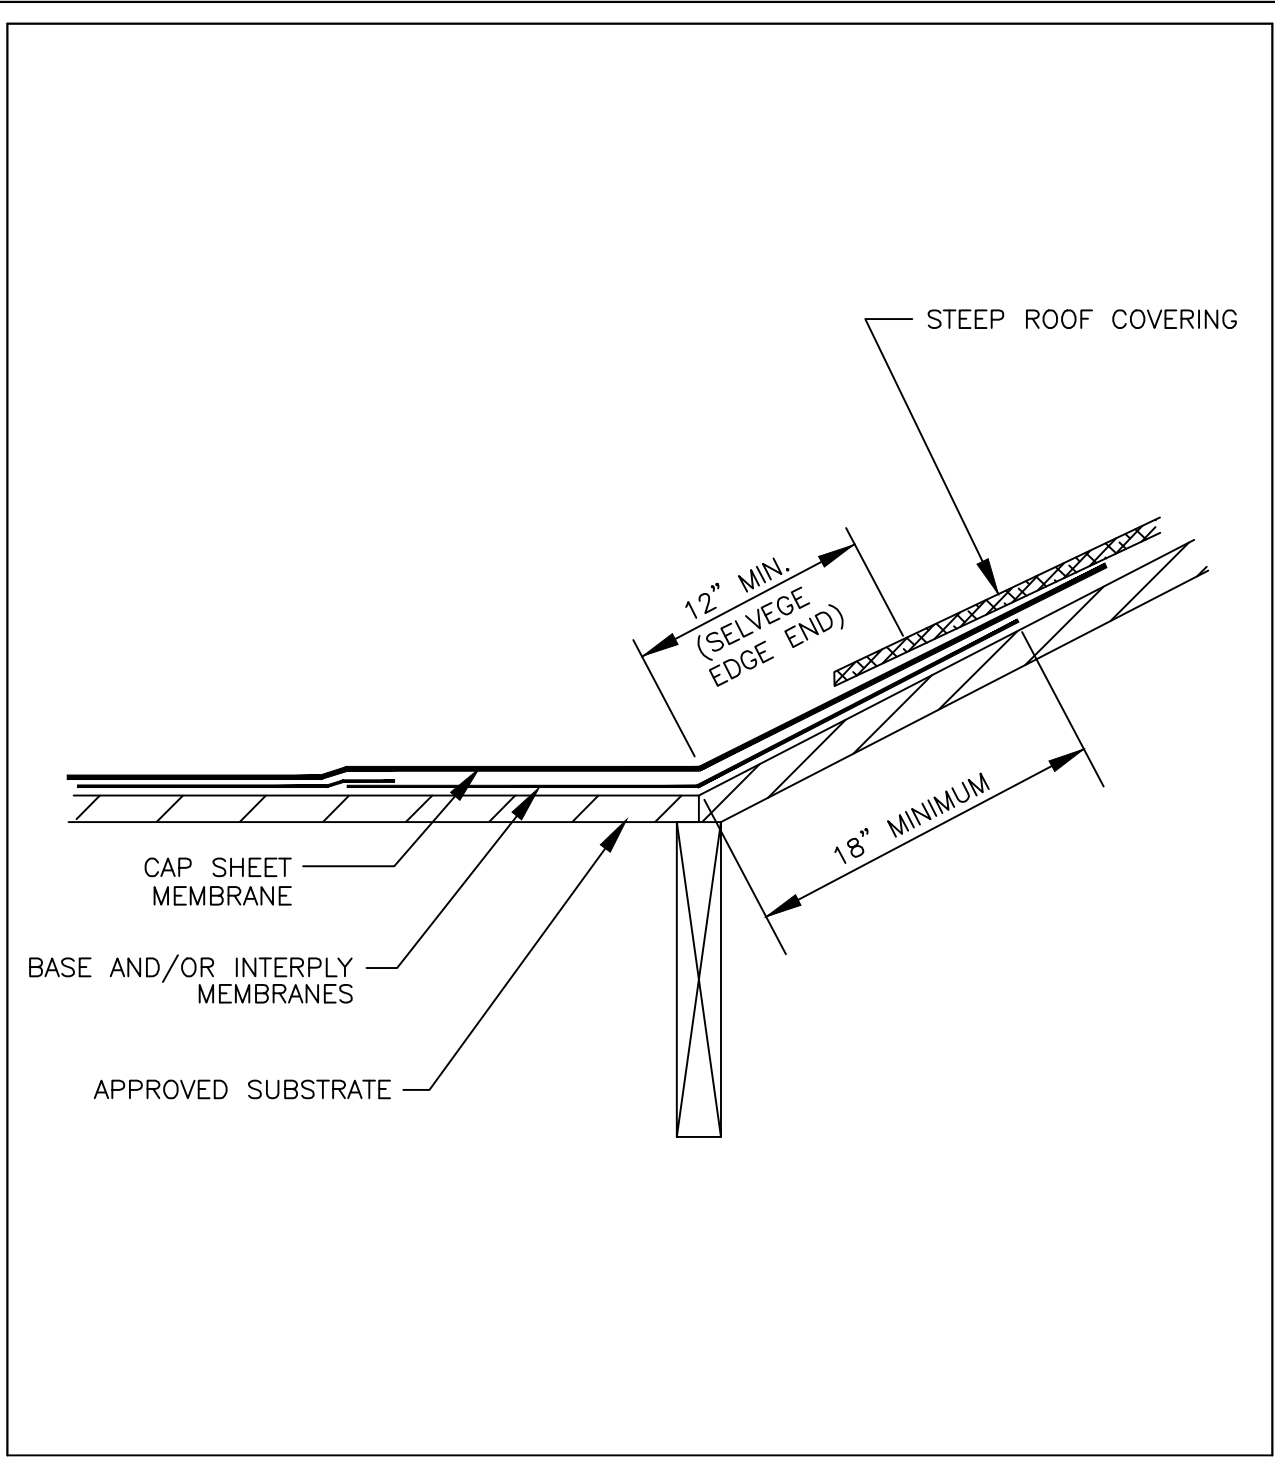 STEEP ROOF COVERING
12” MIN.
(SELVEGE
EDGE END)
18” MINIMUM
CAP SHEET
MEMBRANE
BASE AND/OR INTERPLY
MEMBRANES
APPROVED SUBSTRATE